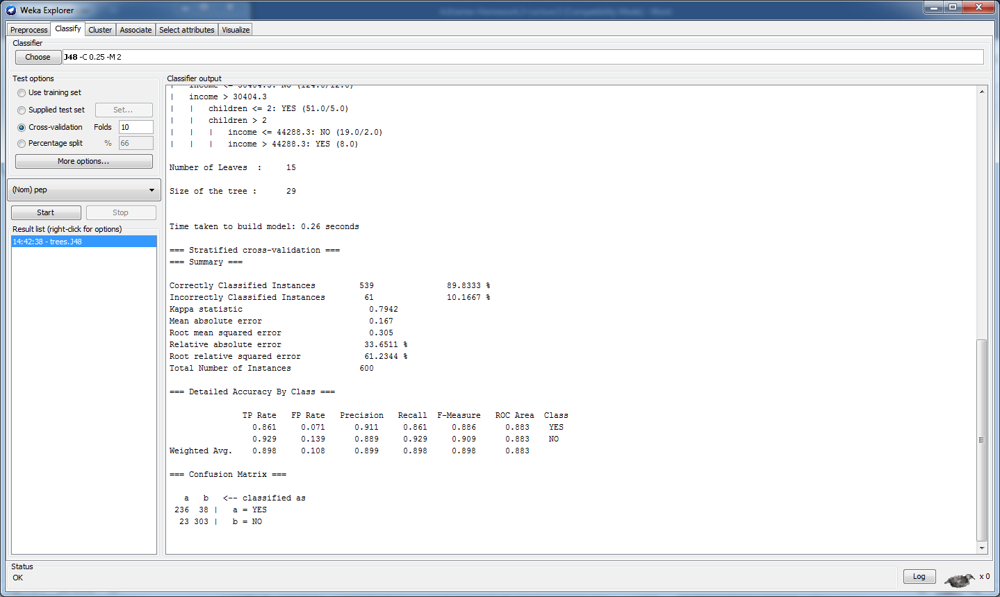 Weka Explorer
Preprocess Classify Cluster Associate Select attributes Visualize
Classifier
Choose J48 -C 0.25 -M 2
Test options
Use training set
Supplied test set Set...
Cross-validation Folds 10
Percentage split % 66
More options...
(Nom) pep
Start Stop
Result list (right-click for options)
14:42:38 - trees.J48
Classifier output
| income <= 30404.3: NO (124.0/12.0)
| income > 30404.3
| | children <= 2: YES (51.0/5.0)
| | children > 2
| | | income <= 44288.3: NO (19.0/2.0)
| | | income > 44288.3: YES (8.0)
Number of Leaves : 15
Size of the tree : 29
Time taken to build model: 0.26 seconds
=== Stratified cross-validation ===
=== Summary ===
Correctly Classified Instances 539 89.8333 %
Incorrectly Classified Instances 61 10.1667 %
Kappa statistic 0.7942
Mean absolute error 0.167
Root mean squared error 0.305
Relative absolute error 33.6511 %
Root relative squared error 61.2344 %
Total Number of Instances 600
=== Detailed Accuracy By Class ===
TP Rate FP Rate Precision Recall F-Measure ROC Area Class
0.861 0.071 0.911 0.861 0.886 0.883 YES
0.929 0.139 0.889 0.929 0.909 0.883 NO
Weighted Avg. 0.898 0.108 0.899 0.898 0.898 0.883
=== Confusion Matrix ===
a b <-- classified as
236 38 | a = YES
23 303 | b = NO
Status
OK
Log x 0